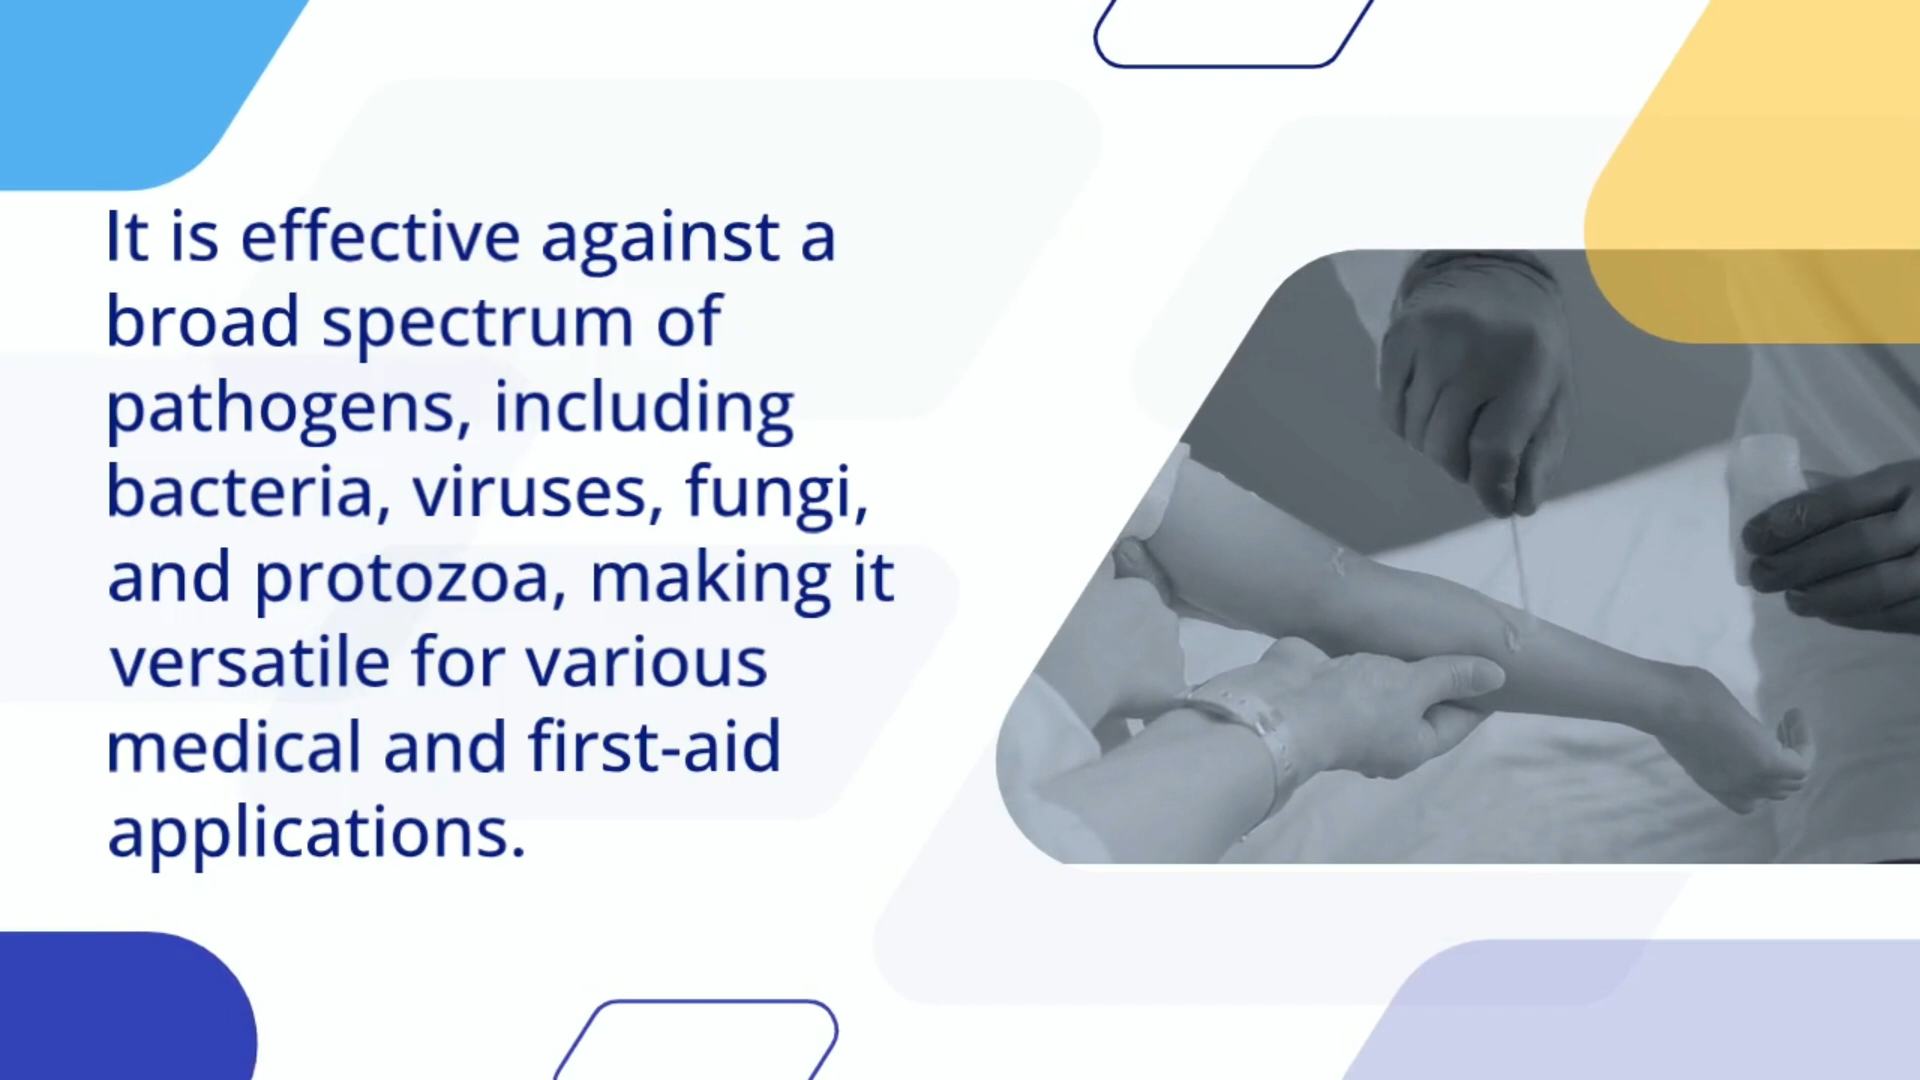 It is effective against a
broad spectrum of
pathogens, including
bacteria, viruses, fungi,
and protozoa, making it
versatile for various
medical and first-aid
applications.